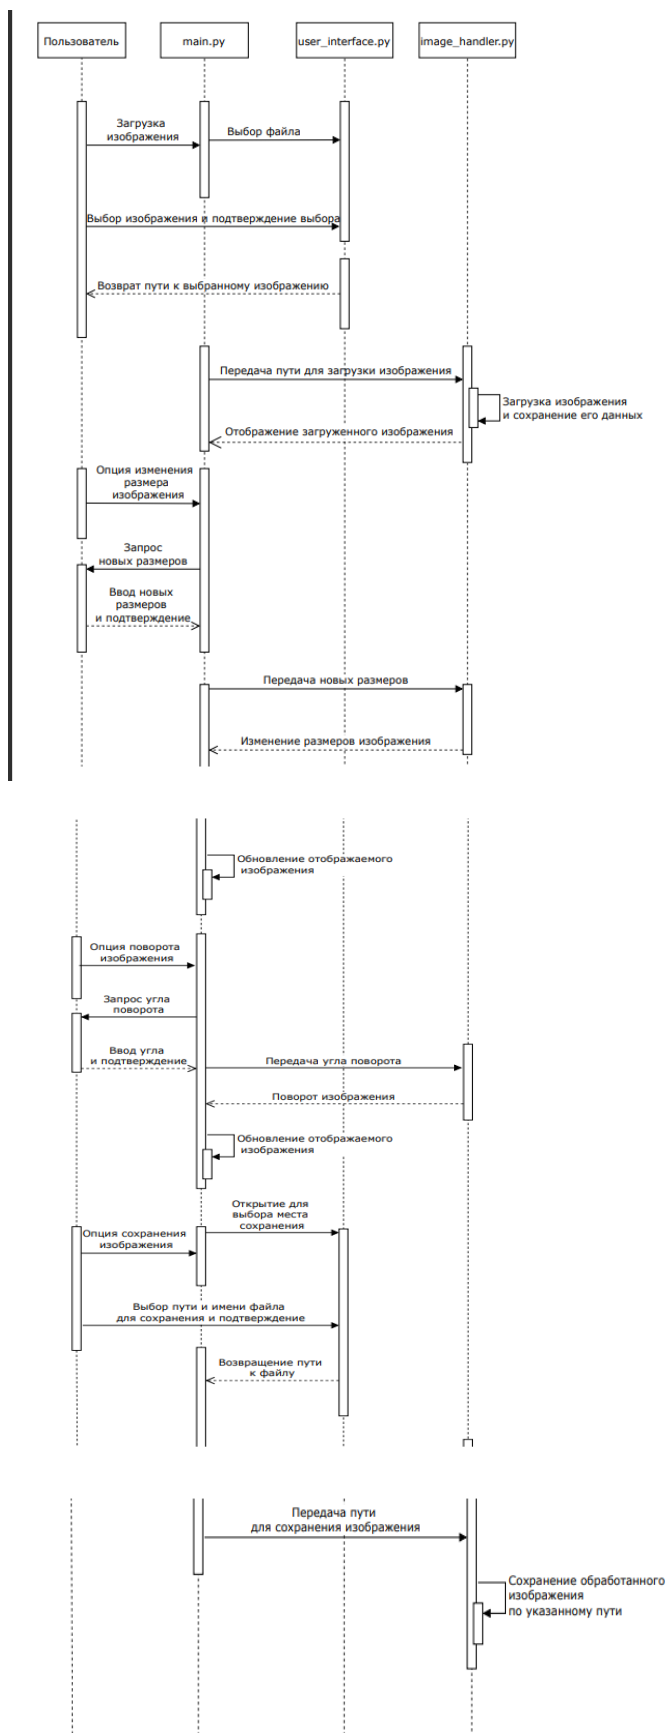 Пользователь
main.py
user_interface.py
image_handler.py
Загрузка
изображения
Выбор файла
Выбор изображения и подтверждение выбора
Возврат пути к выбранному изображению
Передача пути для загрузки изображения
Загрузка изображения
и сохранение его данных
Отображение загруженного изображения
Опция изменения
размера
изображения
Запрос
новых размеров
Ввод новых
размеров
и подтверждение
Передача новых размеров
Изменение размеров изображения
Обновление отображаемого
изображения
Опция поворота
изображения
Запрос угла
поворота
Ввод угла
и подтверждение
Передача угла поворота
Поворот изображения
Обновление отображаемого
изображения
Открытие для
выбора места
сохранения
Опция сохранения
изображения
Выбор пути и имени файла
для сохранения и подтверждение
Возвращение пути
к файлу
Передача пути
для сохранения изображения
Сохранение обработанного
изображения
по указанному пути